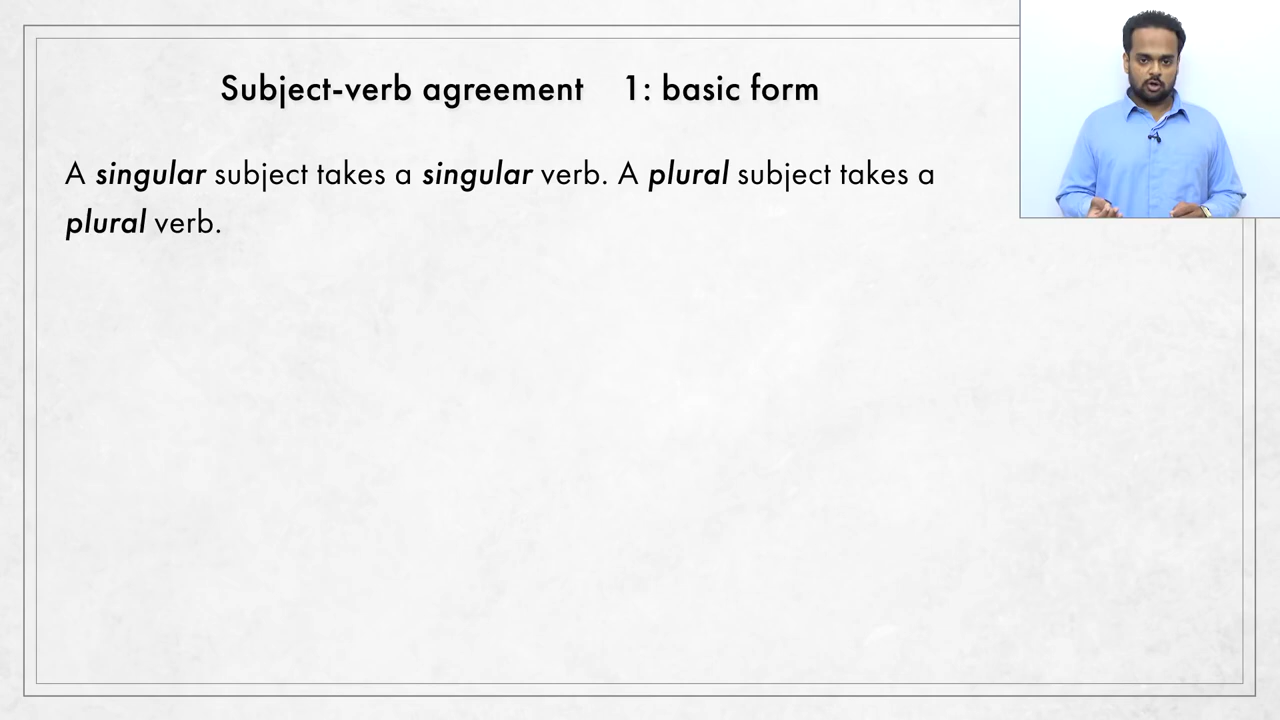 Subject-verb agreement 1: basic form
A singular subject takes a singular verb. A plural subject takes a
plural verb.